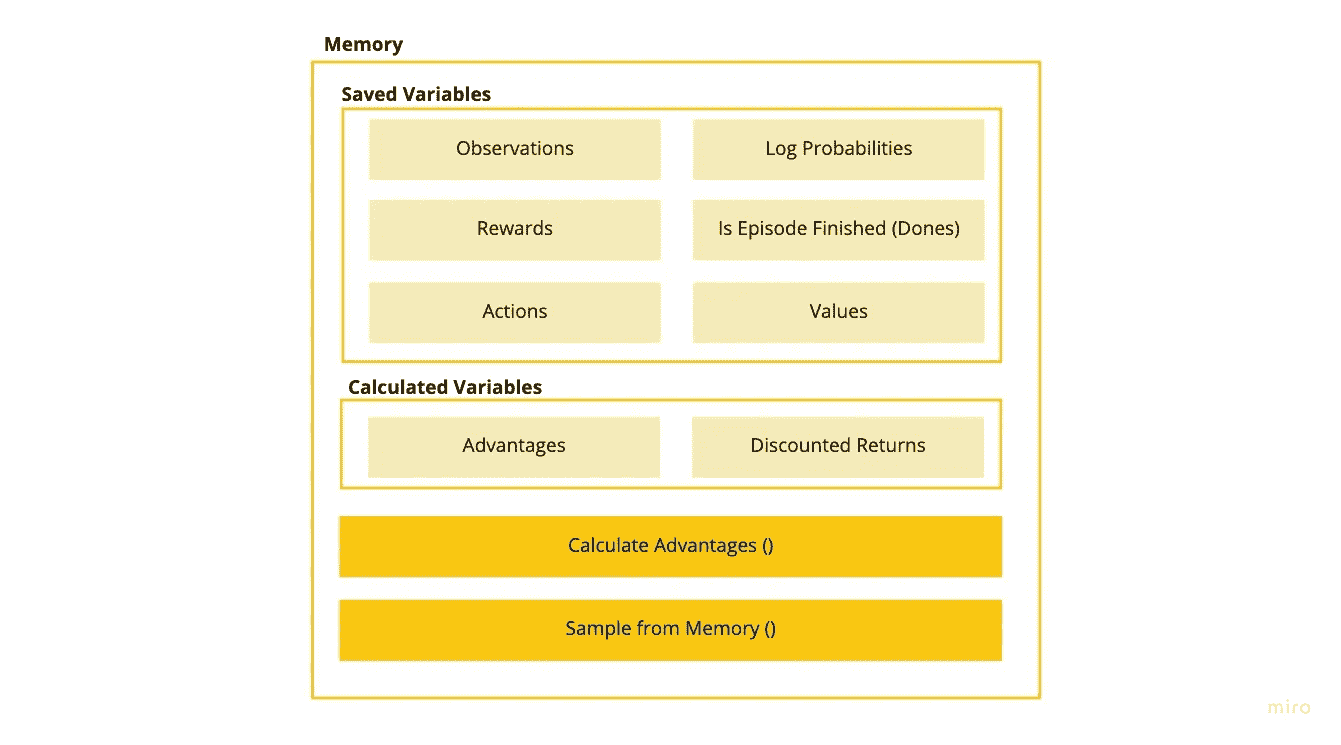 Memory
Saved Variables
Observations
Log Probabilities
Rewards
Is Episode Finished (Dones)
Actions
Values
Calculated Variables
Advantages
Discounted Returns
Calculate Advantages ()
Sample from Memory ()
miro